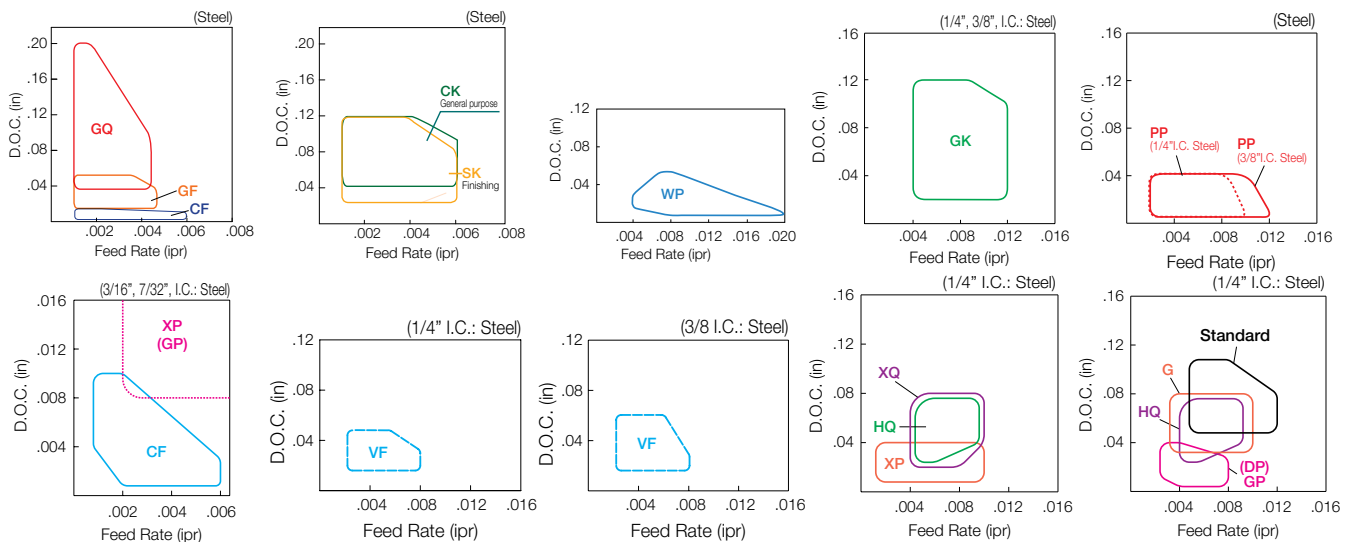 (Steel)
D.O.C. (in)
.20
.16
.12
.08
.04
GQ
GF
CF
.002 .004 .006 .008
Feed Rate (ipr)
(Steel)
D.O.C. (in)
.20
.16
.12
.08
.04
CK
General purpose
SK
Finishing
.002 .004 .006 .008
Feed Rate (ipr)
D.O.C. (in)
.12
.08
.04
WP
.004 .008 .012 .016 .020
Feed Rate (ipr)
(1/4”, 3/8”, I.C.: Steel)
D.O.C. (in)
.16
.12
.08
.04
GK
.004 .008 .012 .016
Feed Rate (ipr)
(Steel)
D.O.C. (in)
.16
.12
.08
.04
PP
(1/4”I.C. Steel)
PP
(3/8”I.C. Steel)
.004 .008 .012 .016
Feed Rate (ipr)
(3/16”, 7/32”, I.C.: Steel)
D.O.C. (in)
.016
.012
.008
.004
XP
(GP)
CF
.002 .004 .006
Feed Rate (ipr)
(1/4” I.C.: Steel)
D.O.C. (in)
.12
.08
.04
VF
.004 .008 .012 .016
Feed Rate (ipr)
(3/8 I.C.: Steel)
D.O.C. (in)
.12
.08
.04
VF
.004 .008 .012 .016
Feed Rate (ipr)
(1/4” I.C.: Steel)
D.O.C. (in)
.16
.12
.08
.04
XQ
HQ
XP
.004 .008 .012 .016
Feed Rate (ipr)
(1/4” I.C.: Steel)
D.O.C. (in)
.16
.12
.08
.04
Standard
G
HQ
(DP)
GP
.004 .008 .012 .016
Feed Rate (ipr)